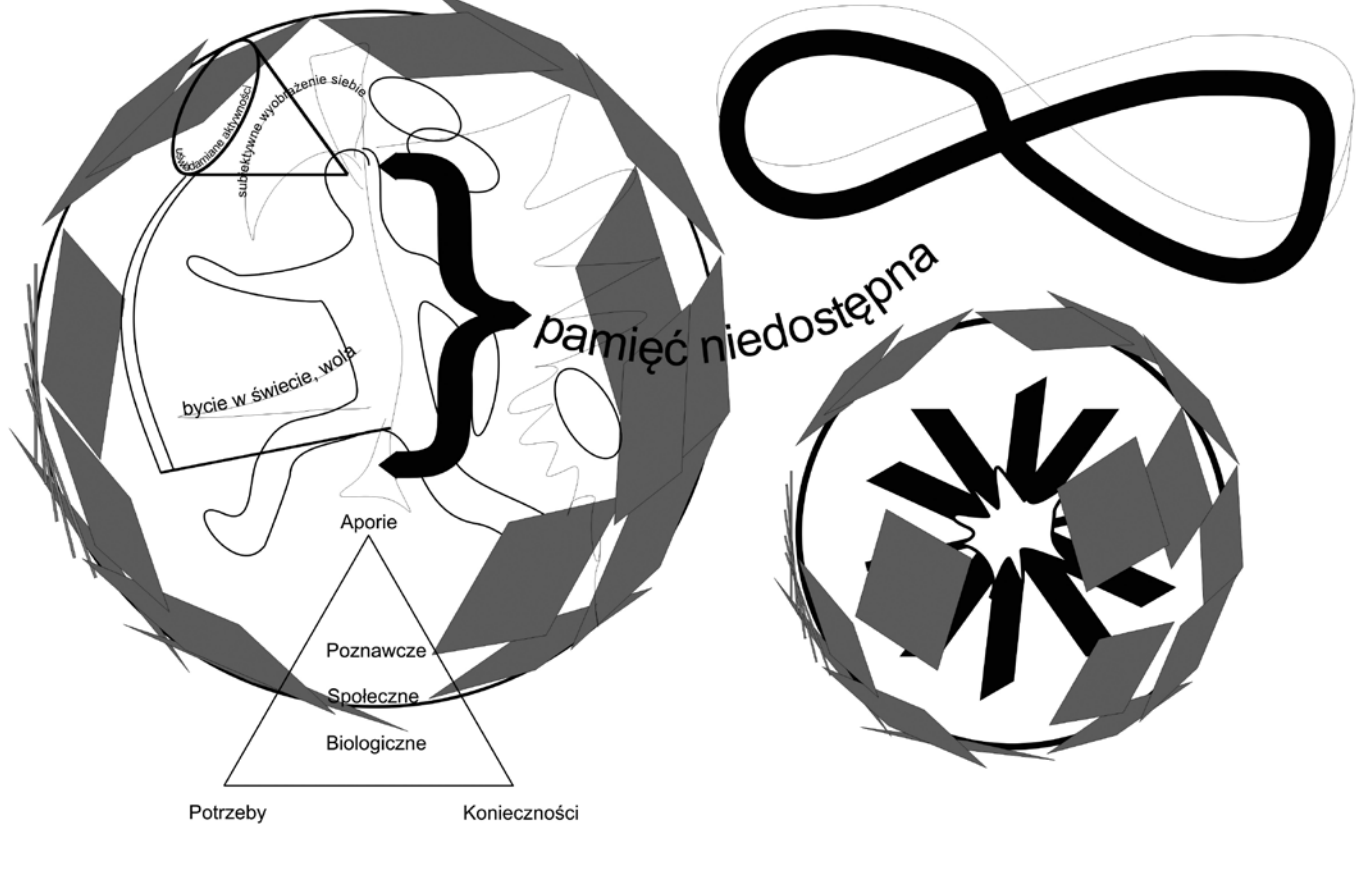 uświadamiane aktywności
subiektywne wyobrażenie siebie
pamięć niedostępna
bycie w świecie, wola
Aporie
Poznawcze
Społeczne
Biologiczne
Potrzeby
Konieczności